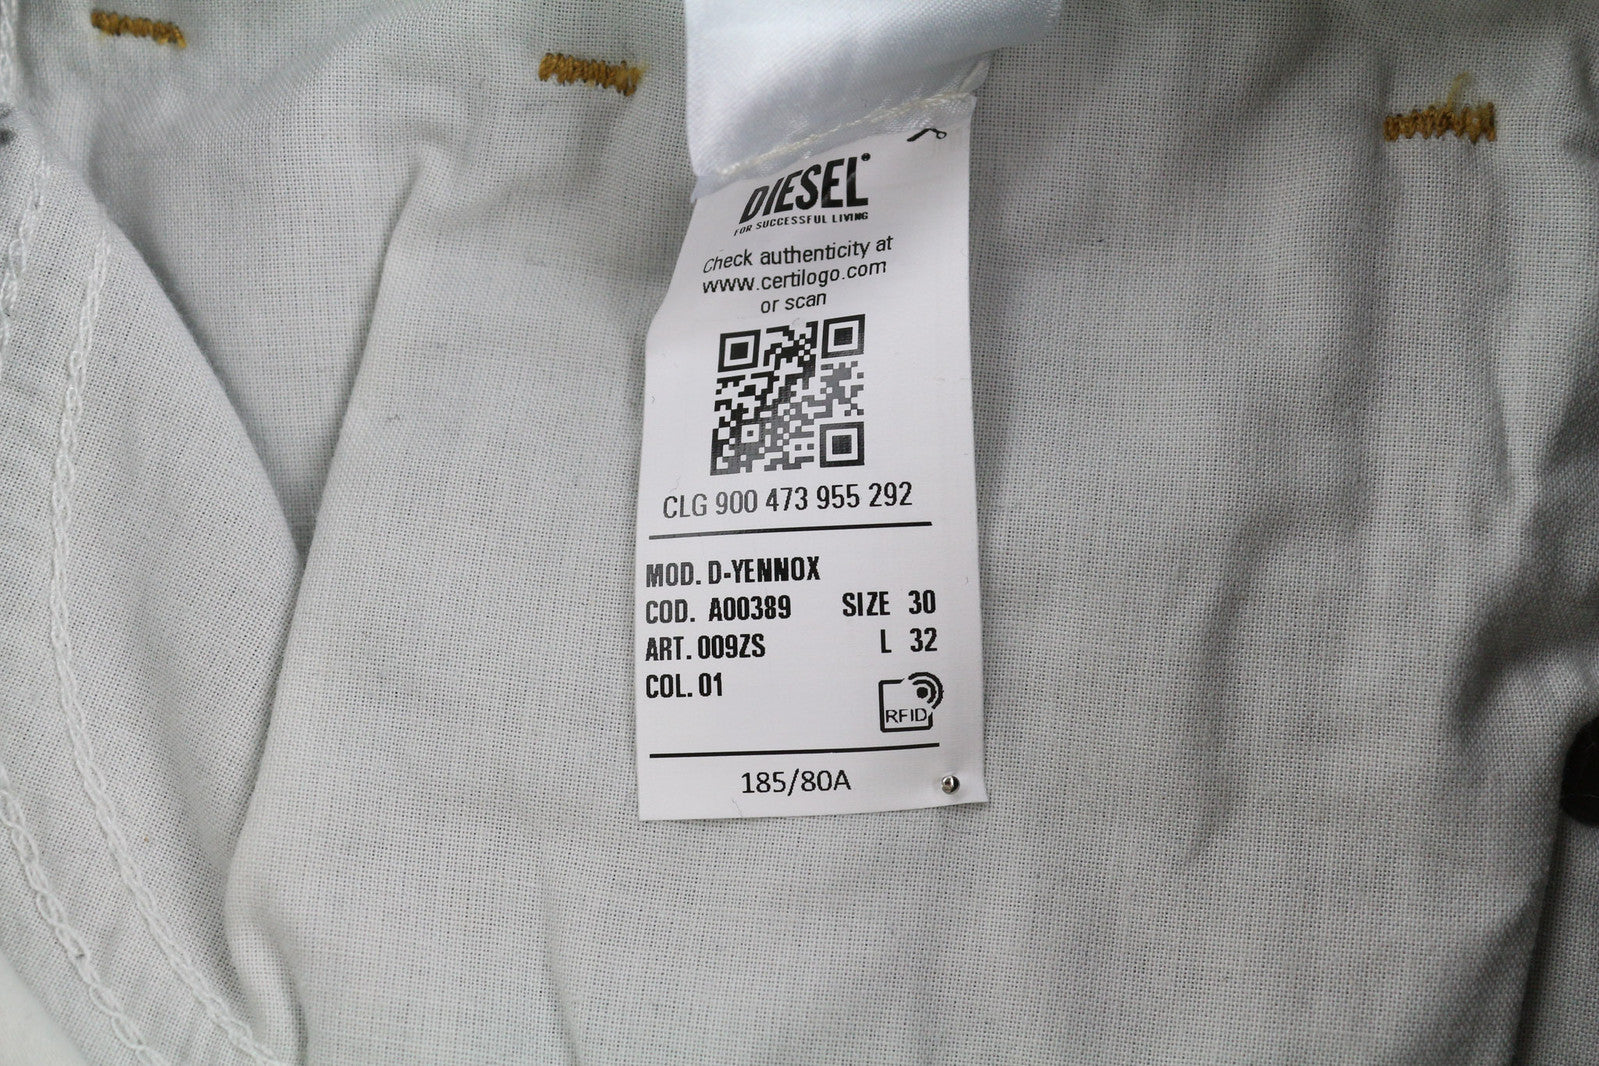 DIESEL®
FOR SUCCESSFUL LIVING
Check authenticity at
www.certilogo.com
or scan
CLG 900 473 955 292
MOD. D-YENNOX
COD. A00389 SIZE 30
ART. 009ZS L 32
COL. 01
RFID
185/80A